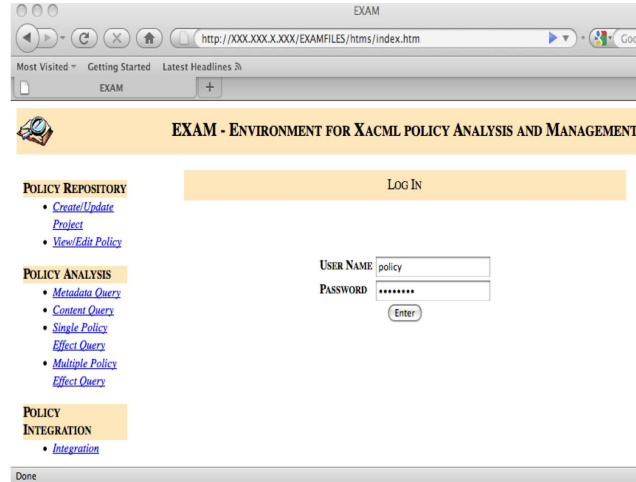 EXAM
http://XXX.XXX.X.XXX/EXAMFILES/htms/index.htm
Goo
Most Visited Getting Started Latest Headlines
EXAM +
EXAM - ENVIRONMENT FOR XACML POLICY ANALYSIS AND MANAGEMENT
LOG IN
POLICY REPOSITORY
• Create/Update
Project
• View/Edit Policy
POLICY ANALYSIS
• Metadata Query
• Content Query
• Single Policy
Effect Query
• Multiple Policy
Effect Query
POLICY
INTEGRATION
• Integration
USER NAME policy
PASSWORD ••••••••
Enter
Done